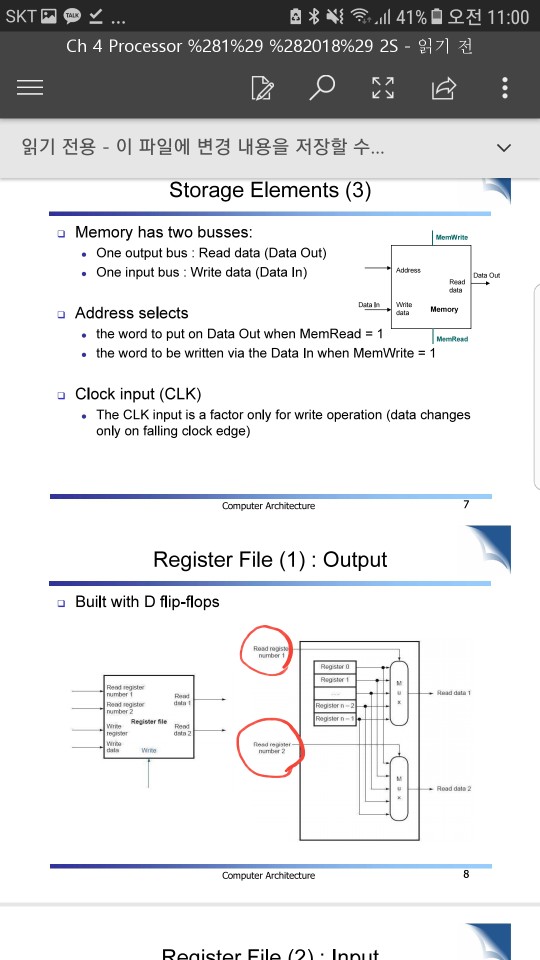 SKT TALK ... 41% 오전 11:00
Ch 4 Processor %281%29 %282018%29 2S - 읽기 전
읽기 전용 - 이 파일에 변경 내용을 저장할 수...
Storage Elements (3)
Memory has two busses:
One output bus : Read data (Data Out)
One input bus : Write data (Data In)
MemWrite
Address
Read
data
Data Out
Data In
Write
data
Memory
MemRead
Address selects
the word to put on Data Out when MemRead = 1
the word to be written via the Data In when MemWrite = 1
Clock input (CLK)
The CLK input is a factor only for write operation (data changes
only on falling clock edge)
Computer Architecture
7
Register File (1) : Output
Built with D flip-flops
Read register
number 1
Read register
number 2
Register file
Write
register
Write
data
Write
Read
data 1
Read
data 2
Read register
number 1
Register 0
Register 1
....
Register n – 2
Register n – 1
M
u
x
Read data 1
Read register
number 2
M
u
x
Read data 2
Computer Architecture
8
Register File (2) : Input